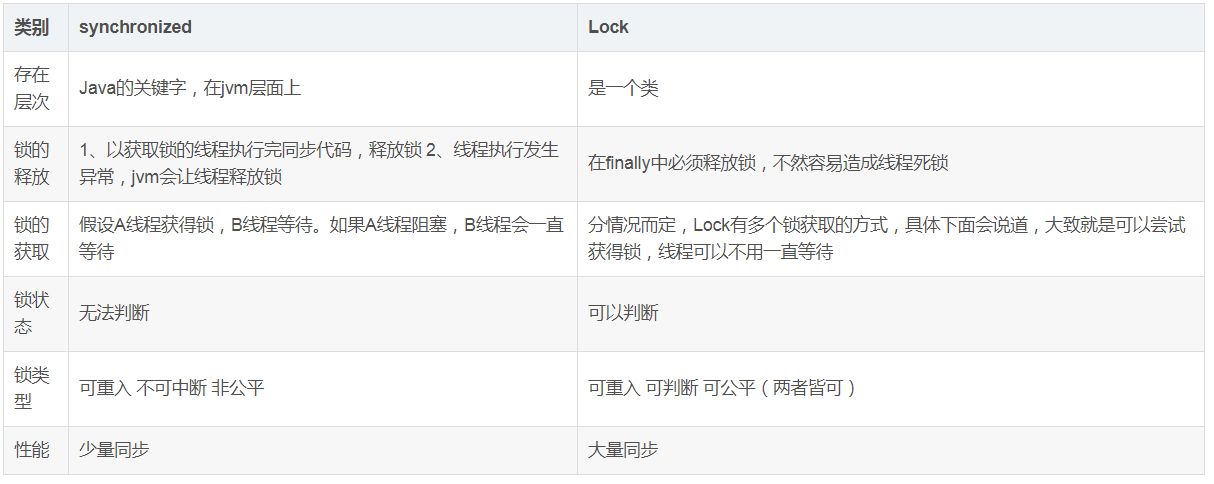 类别 synchronized Lock
存在
层次
Java的关键字，在jvm层面上
是一个类
锁的
释放
1、以获取锁的线程执行完同步代码，释放锁 2、线程执行发生
异常，jvm会让线程释放锁
在finally中必须释放锁，不然容易造成线程死锁
锁的
获取
假设A线程获得锁，B线程等待。如果A线程阻塞，B线程会一直
等待
分情况而定，Lock有多个锁获取的方式，具体下面会说道，大致就是可以尝试
获得锁，线程可以不用一直等待
锁状
态
无法判断
可以判断
锁类
型
可重入 不可中断 非公平
可重入 可判断 可公平（两者皆可）
性能 少量同步 大量同步